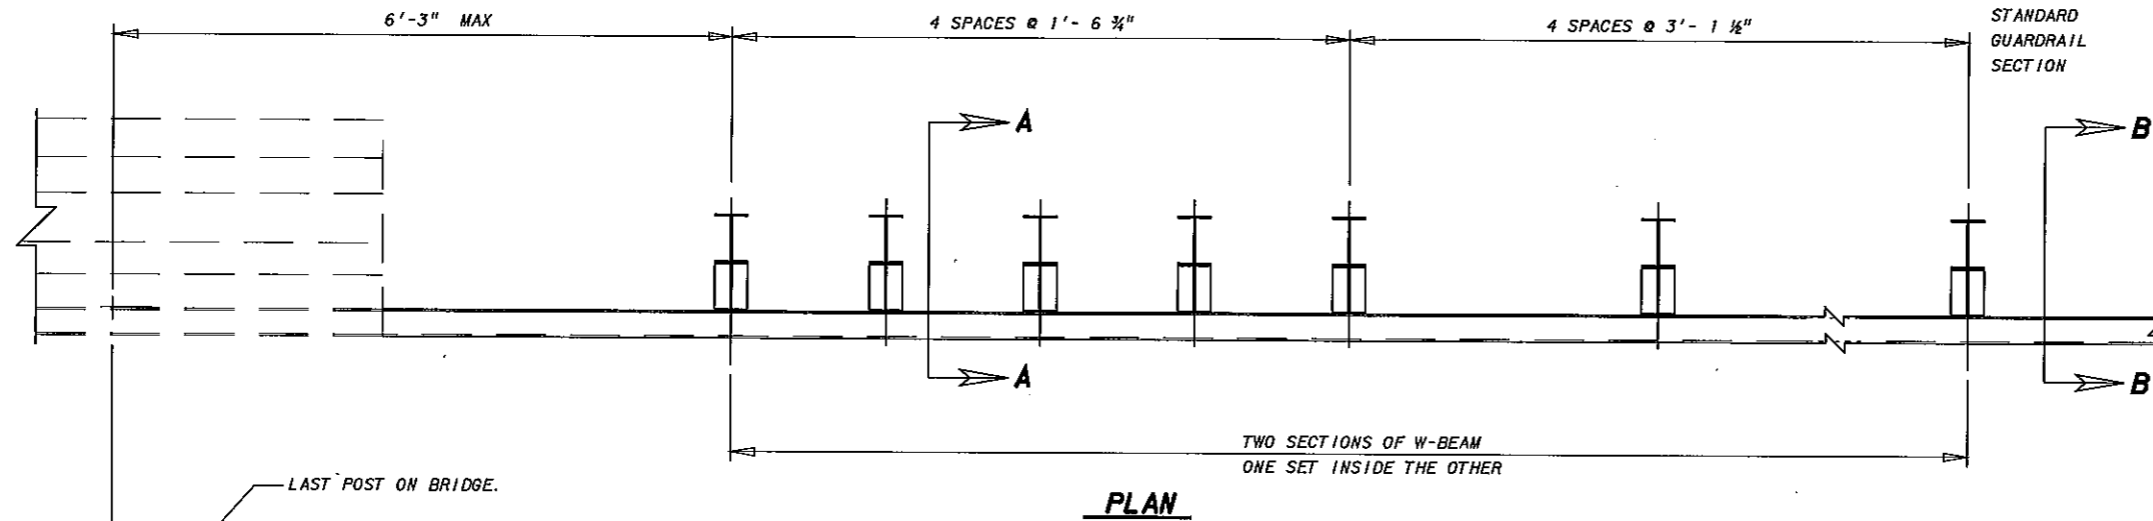 6'-3" MAX
4 SPACES @ 1'- 6 ¾"
4 SPACES @ 3'- 1 ½"
STANDARD
GUARDRAIL
SECTION
A
B
A
B
TWO SECTIONS OF W-BEAM
ONE SET INSIDE THE OTHER
LAST POST ON BRIDGE.
PLAN